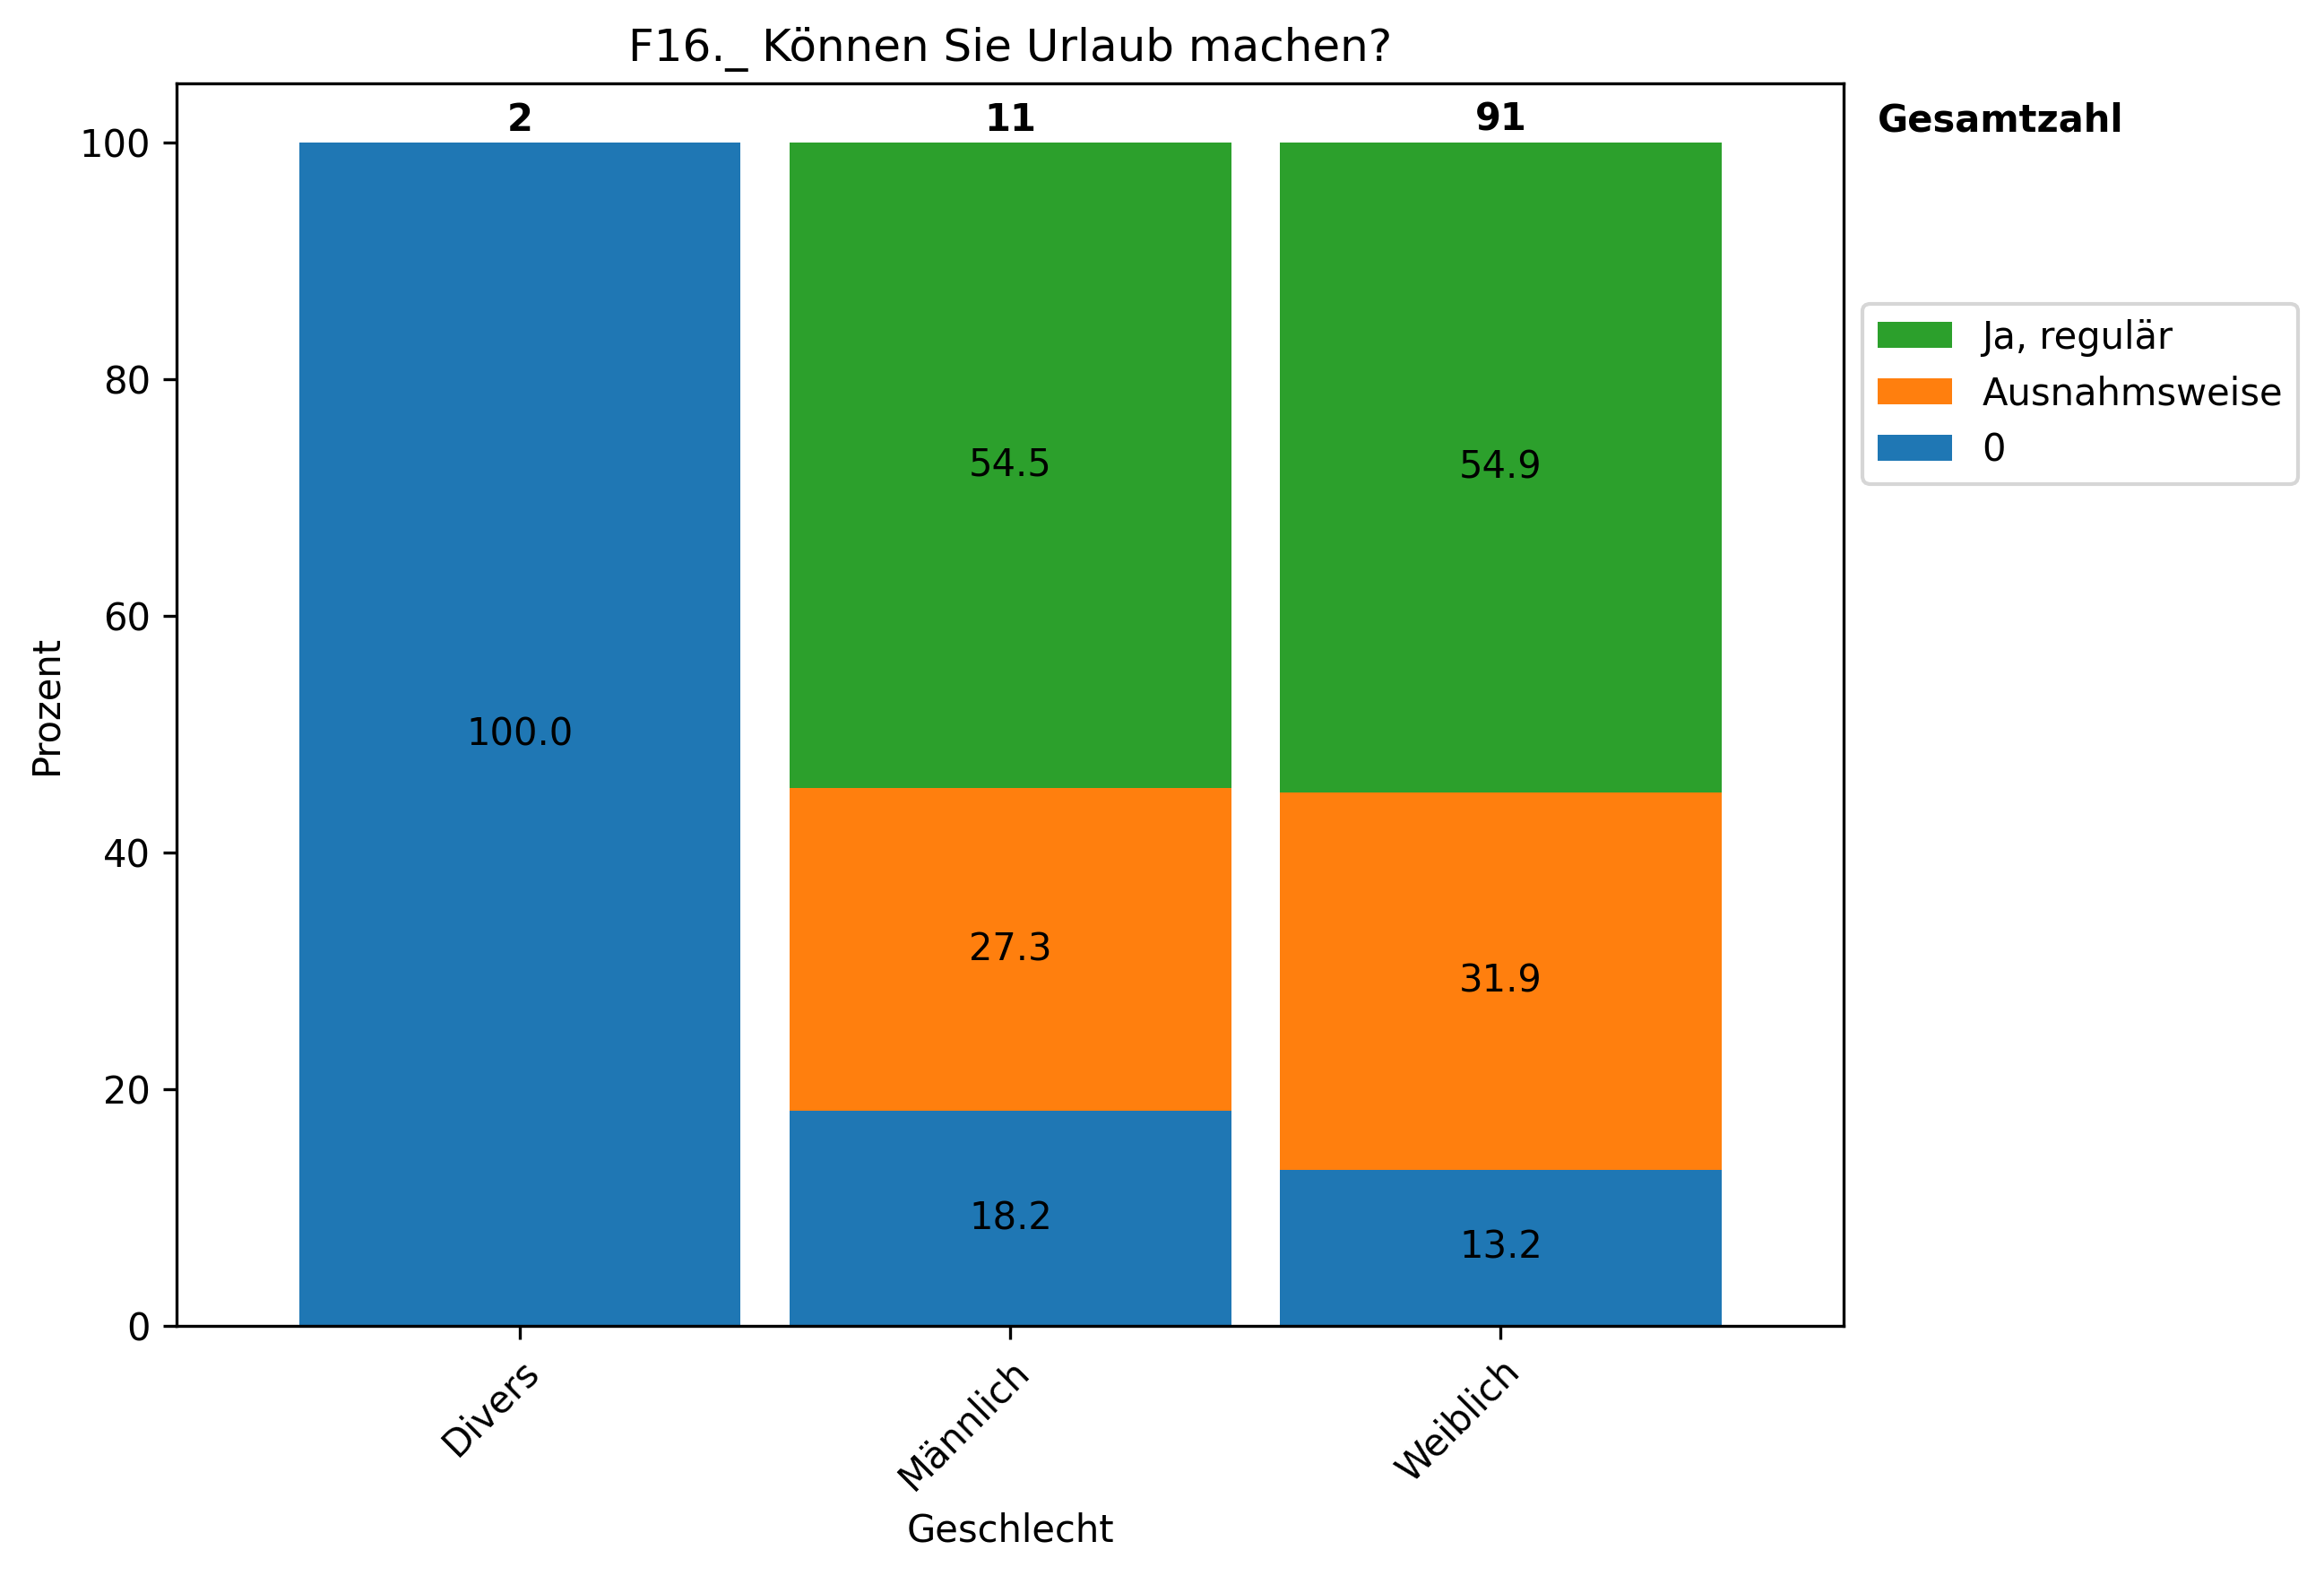 F16._ Können Sie Urlaub machen?
2
11
91
Gesamtzahl
100
80
60
40
20
0
Prozent
100.0
54.5
27.3
18.2
54.9
31.9
13.2
Ja, regulär
Ausnahmsweise
0
Divers
Männlich
Weiblich
Geschlecht